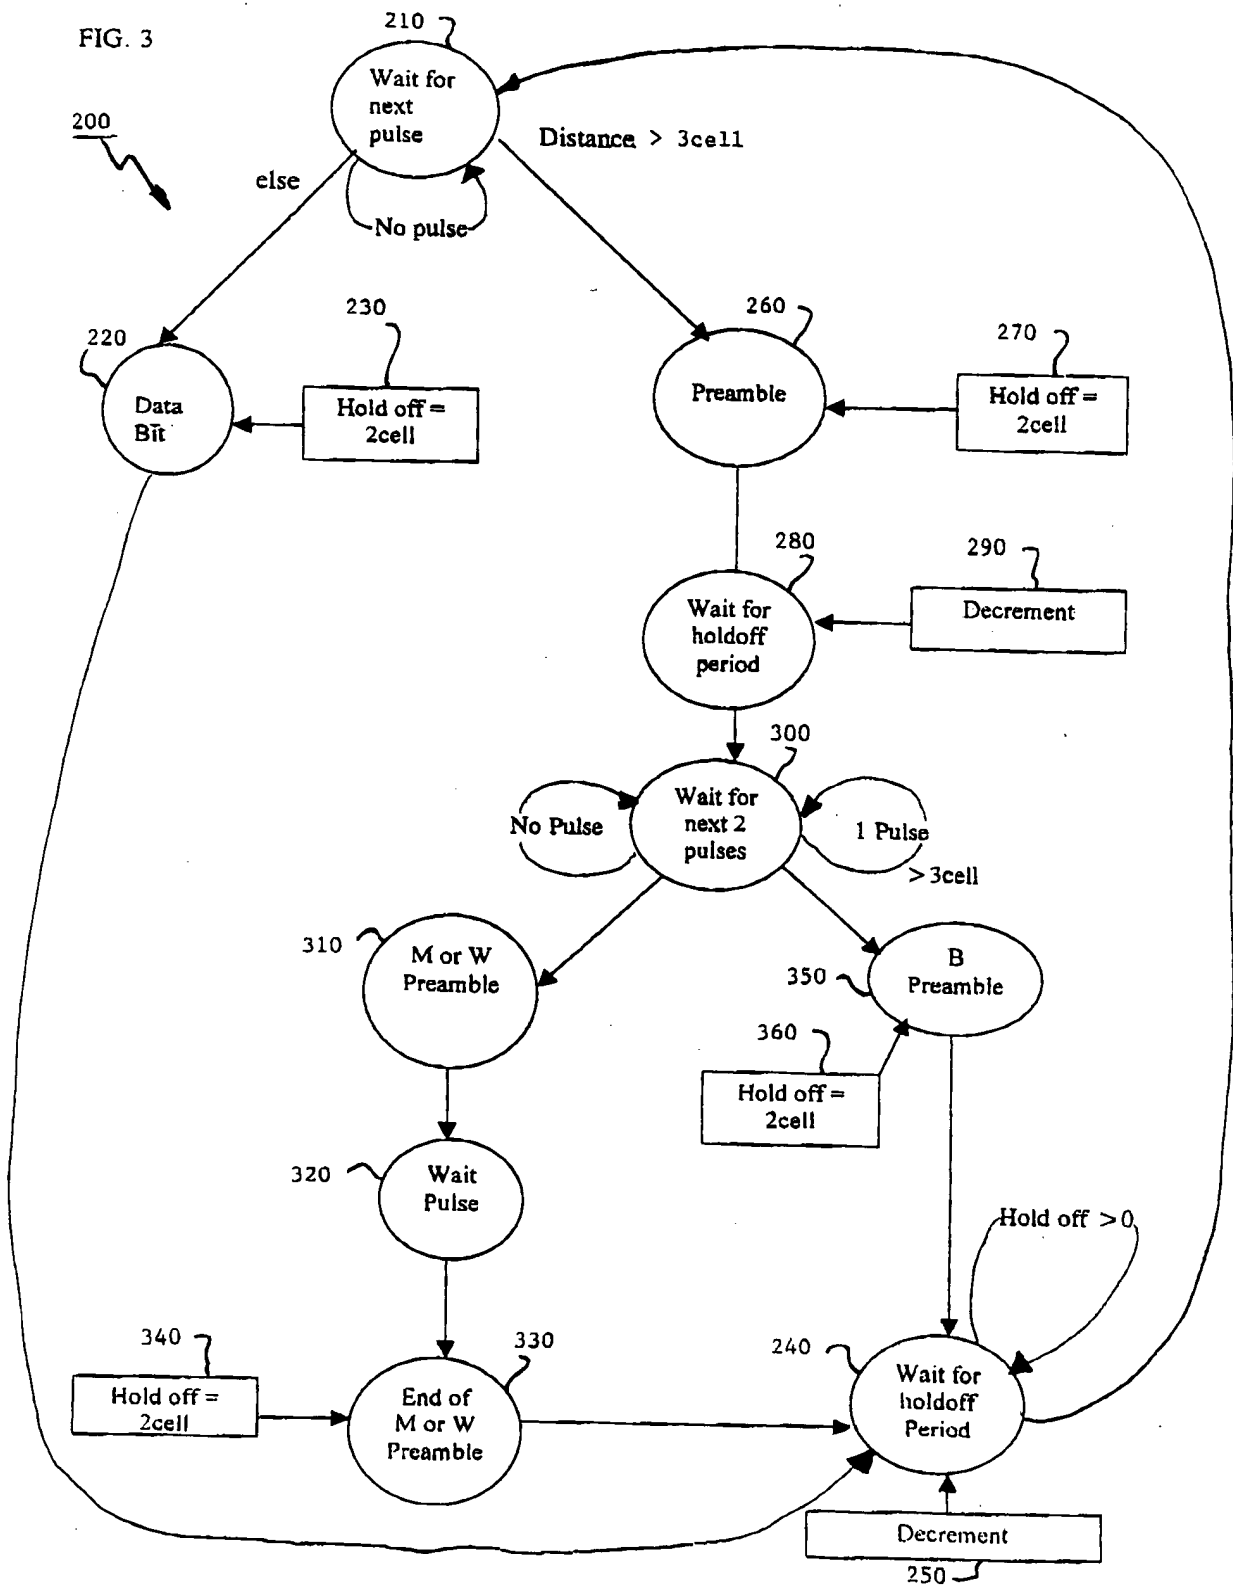 FIG. 3
210
Wait for
next
pulse
200
Distance > 3cell
else
No pulse
220
230
260
270
Data
Bit
Hold off =
2cell
Preamble
Hold off =
2cell
280
290
Wait for
holdoff
period
Decrement
300
No Pulse
Wait for
next 2
pulses
1 Pulse
> 3cell
310
M or W
Preamble
350
B
Preamble
360
Hold off =
2cell
320
Wait
Pulse
Hold off > 0
340
330
240
Hold off =
2cell
End of
M or W
Preamble
Wait for
holdoff
Period
Decrement
250